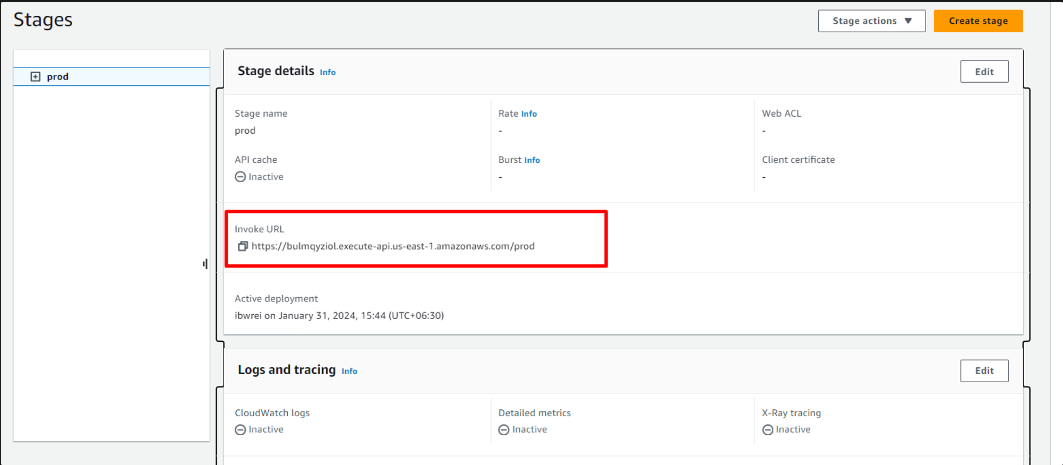 Stages
Stage actions
Create stage
prod
Stage details Info
Edit
Stage name
prod
Rate Info
-
Web ACL
-
API cache
Inactive
Burst Info
-
Client certificate
-
Invoke URL
https://bulmqyziol.execute-api.us-east-1.amazonaws.com/prod
Active deployment
ibwrei on January 31, 2024, 15:44 (UTC+06:30)
Logs and tracing Info
Edit
CloudWatch logs
Inactive
Detailed metrics
Inactive
X-Ray tracing
Inactive